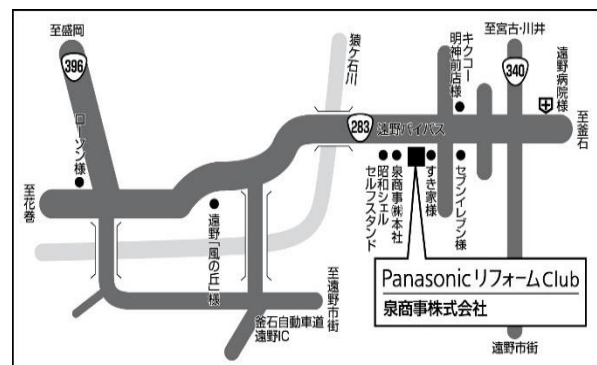 至盛岡
396
ローソン様
至花巻
遠野「風の丘」様
猿ケ石川
283
遠野バイパス
キクコー
明神前店様
至宮古・川井
340
遠野病院様
至釜石
昭和シェル
セルフスタンド
泉商事㈱本社
すき家様
セブンイレブン様
Panasonic リフォームClub
泉商事株式会社
至遠野市街
釜石自動車道
遠野IC
遠野市街